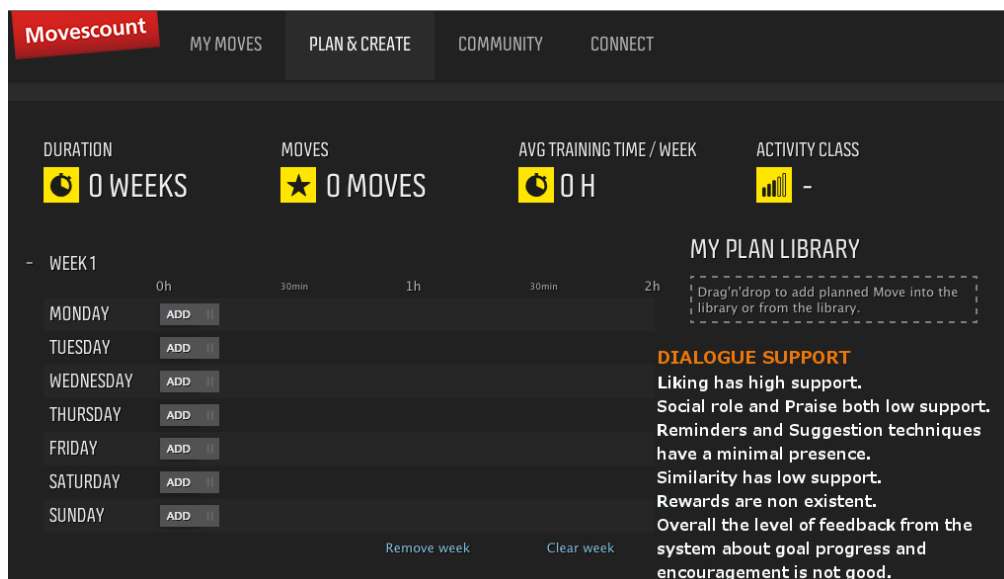 Movescount
MY MOVES PLAN & CREATE COMMUNITY CONNECT
DURATION MOVES AVG TRAINING TIME / WEEK ACTIVITY CLASS
0 WEEKS 0 MOVES 0 H -
- WEEK 1
0h 30min 1h 30min 2h
MONDAY ADD
TUESDAY ADD
WEDNESDAY ADD
THURSDAY ADD
FRIDAY ADD
SATURDAY ADD
SUNDAY ADD
Remove week Clear week
MY PLAN LIBRARY
Drag'n'drop to add planned Move into the
library or from the library.
DIALOGUE SUPPORT
Liking has high support.
Social role and Praise both low support.
Reminders and Suggestion techniques
have a minimal presence.
Similarity has low support.
Rewards are non existent.
Overall the level of feedback from the
system about goal progress and
encouragement is not good.